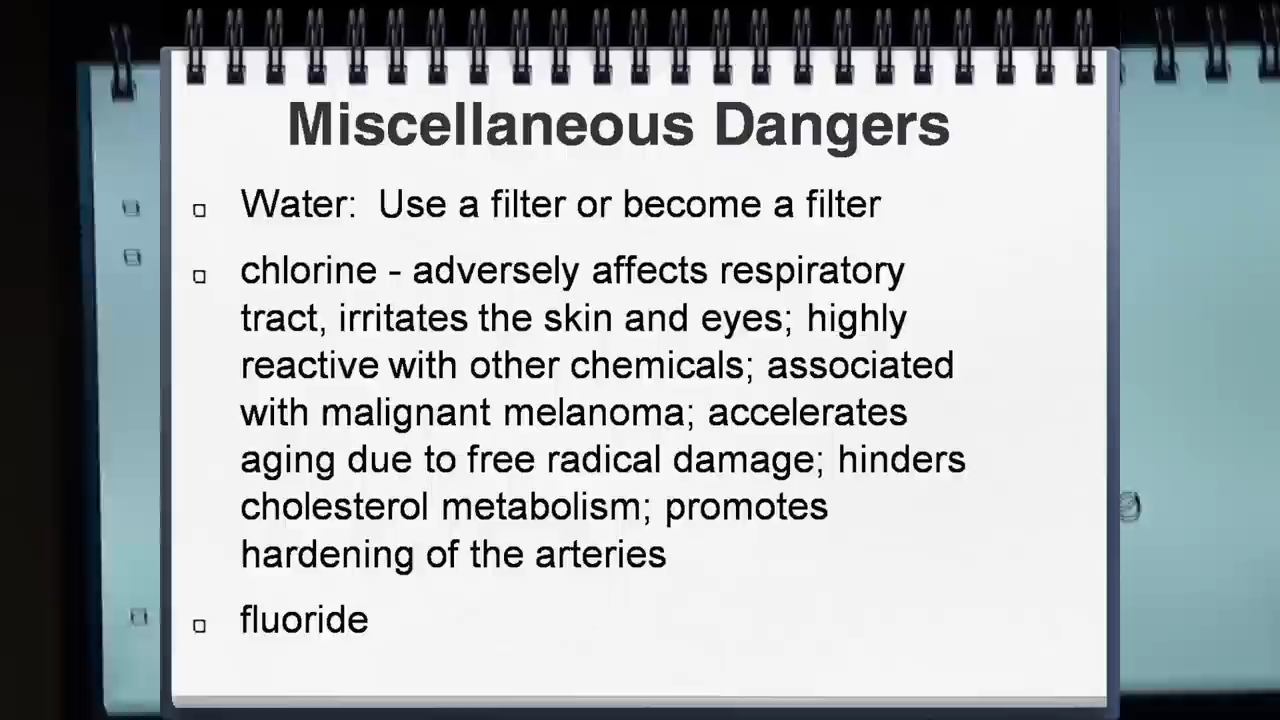 Miscellaneous Dangers
Water:  Use a filter or become a filter
chlorine - adversely affects respiratory
tract, irritates the skin and eyes; highly
reactive with other chemicals; associated
with malignant melanoma; accelerates
aging due to free radical damage; hinders
cholesterol metabolism; promotes
hardening of the arteries
fluoride